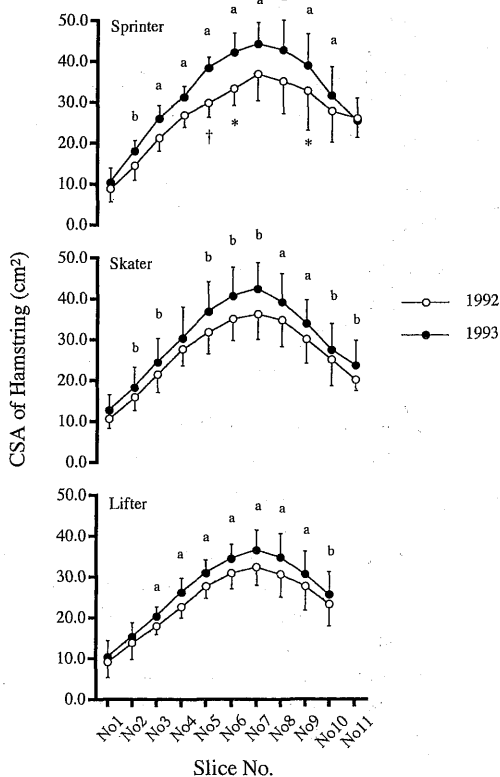 a
a a a
50.0 Sprinter a a
40.0 a
30.0 b
20.0 † * *
10.0
0.0
50.0 Skater b b b a a
40.0 b b b b
30.0
20.0
10.0
0.0
CSA of Hamstring (cm²)
1992
1993
50.0 Lifter a a a a a
40.0 a a b
30.0
20.0
10.0
0.0
No1 No2 No3 No4 No5 No6 No7 No8 No9 No10 No11
Slice No.